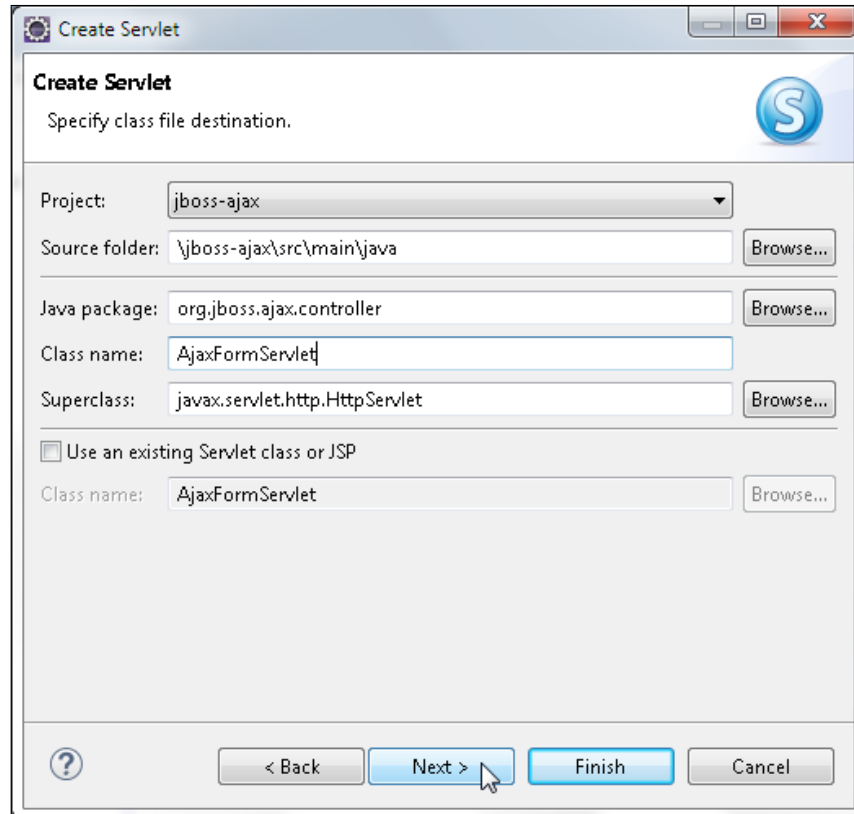 Create Servlet
Create Servlet
Specify class file destination.
S
Project: jboss-ajax
Source folder: \jboss-ajax\src\main\java Browse...
Java package: org.jboss.ajax.controller Browse...
Class name: AjaxFormServlet
Superclass: javax.servlet.http.HttpServlet Browse...
Use an existing Servlet class or JSP
Class name: AjaxFormServlet Browse...
? < Back Next > Finish Cancel